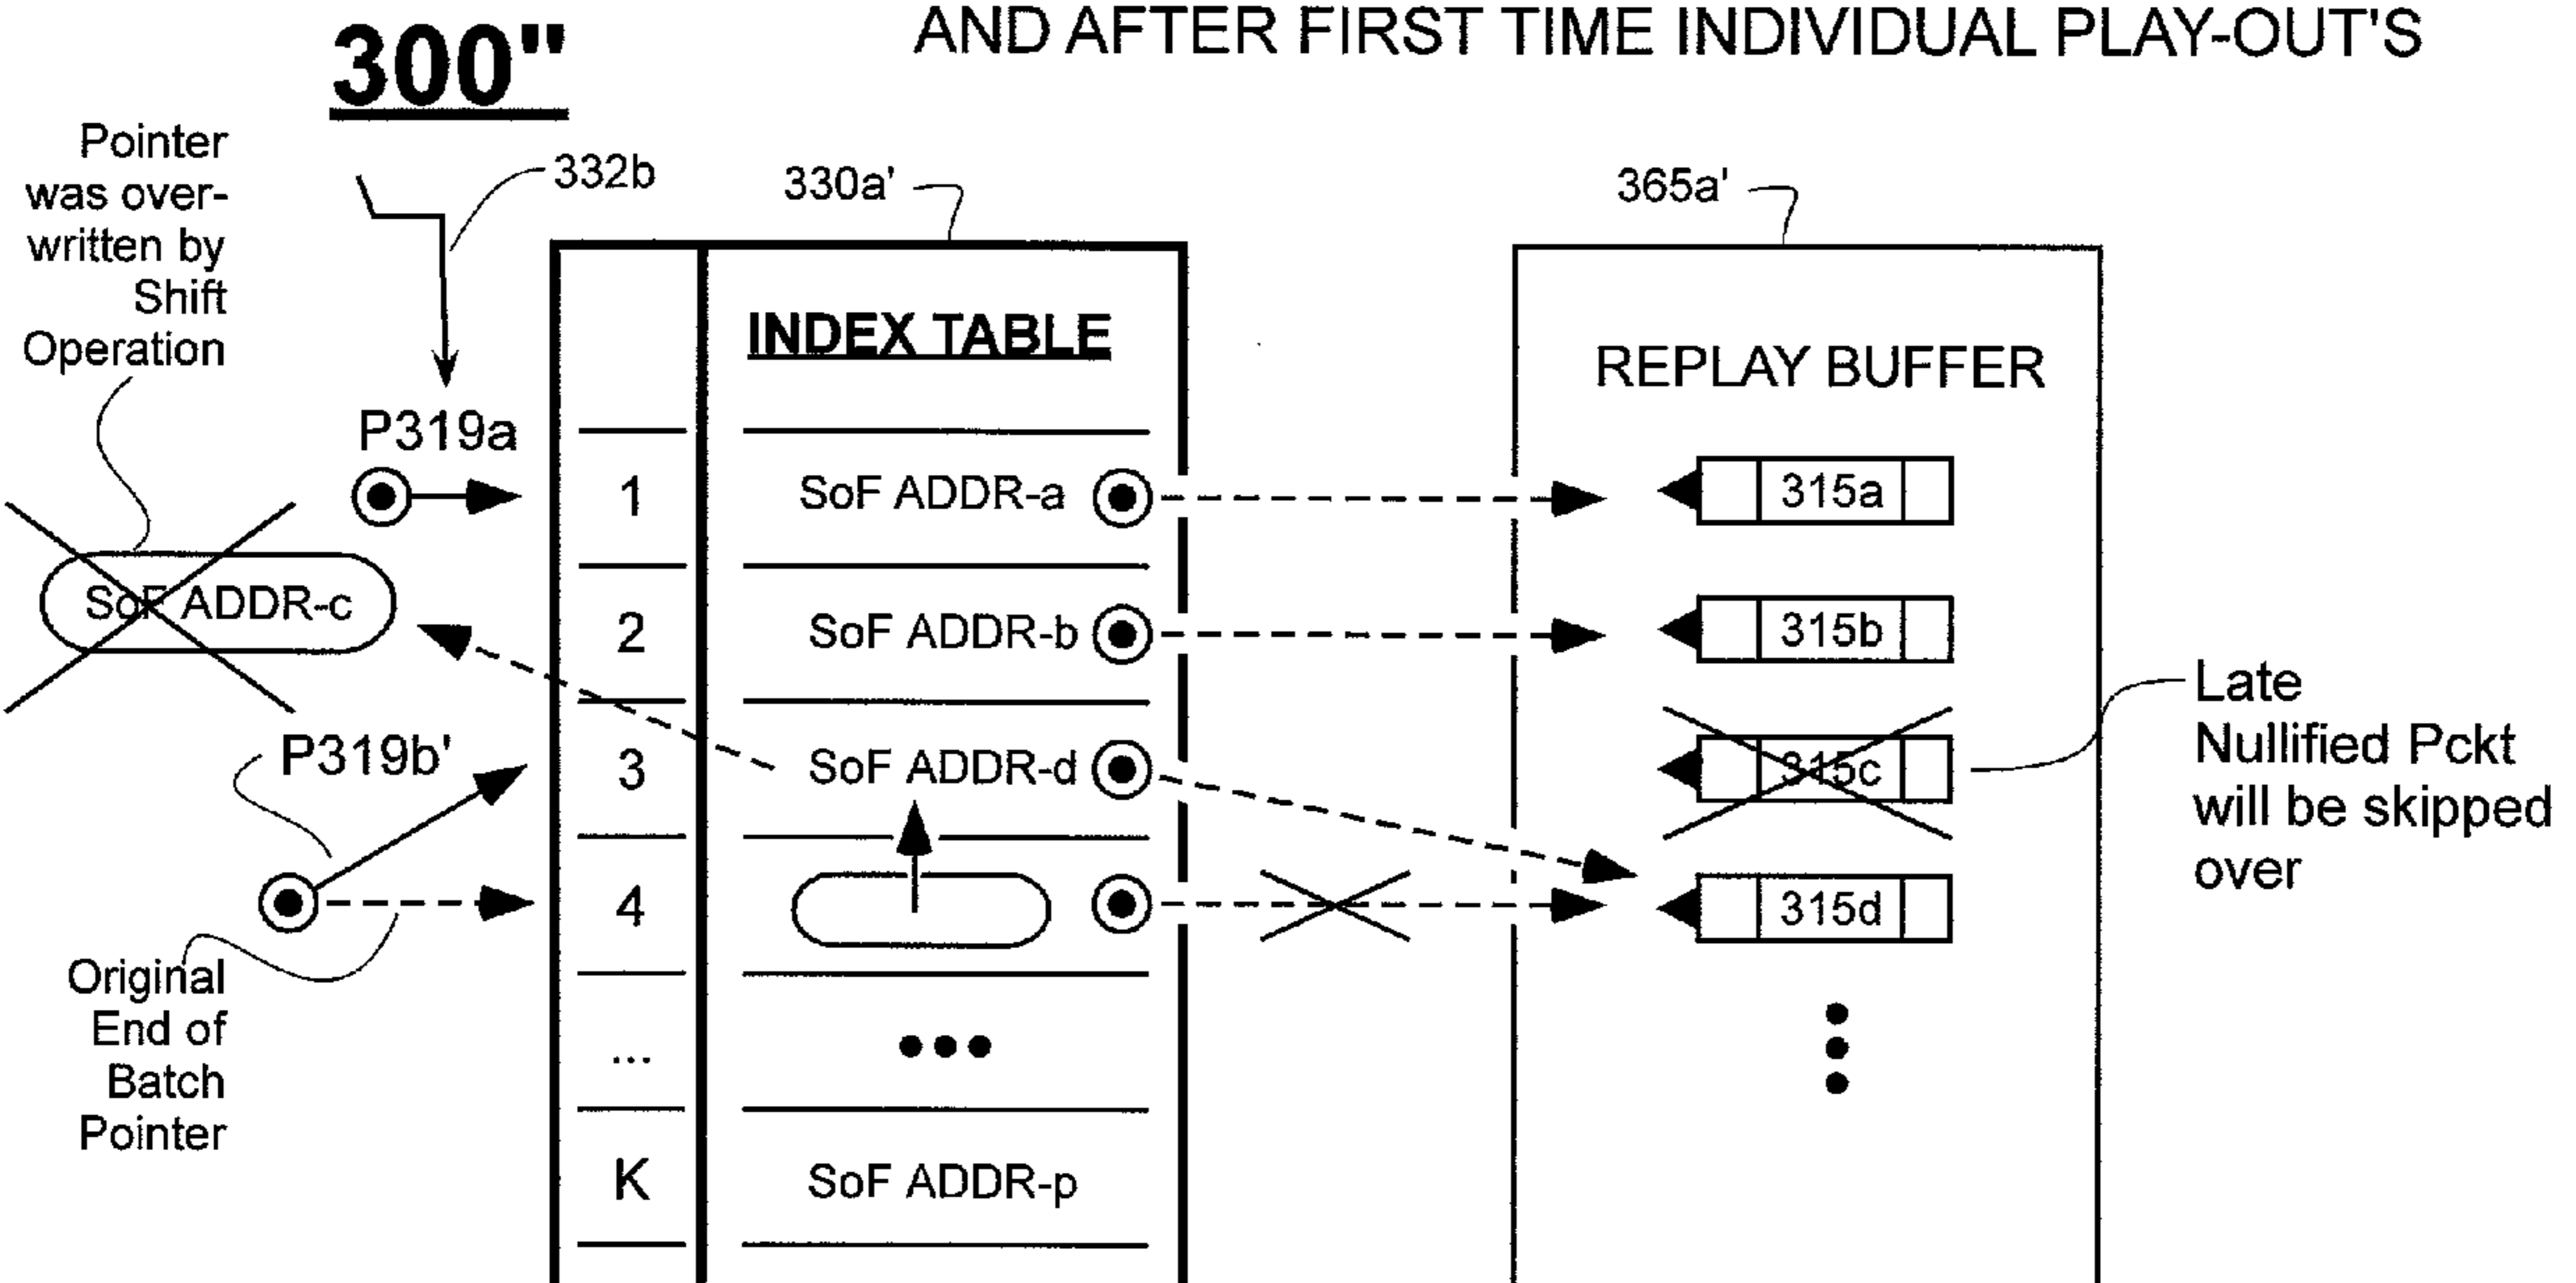 AND AFTER FIRST TIME INDIVIDUAL PLAY-OUT'S
300"
Pointer
was over-
written by
Shift
Operation
332b
330a'
365a'
P319a
INDEX TABLE
REPLAY BUFFER
1
SoF ADDR-a
315a
SoF ADDR-c
2
SoF ADDR-b
315b
P319b'
3
SoF ADDR-d
315c
Late
Nullified Pckt
will be skipped
over
4
315d
Original
End of
Batch
Pointer
...
•••
K
SoF ADDR-p